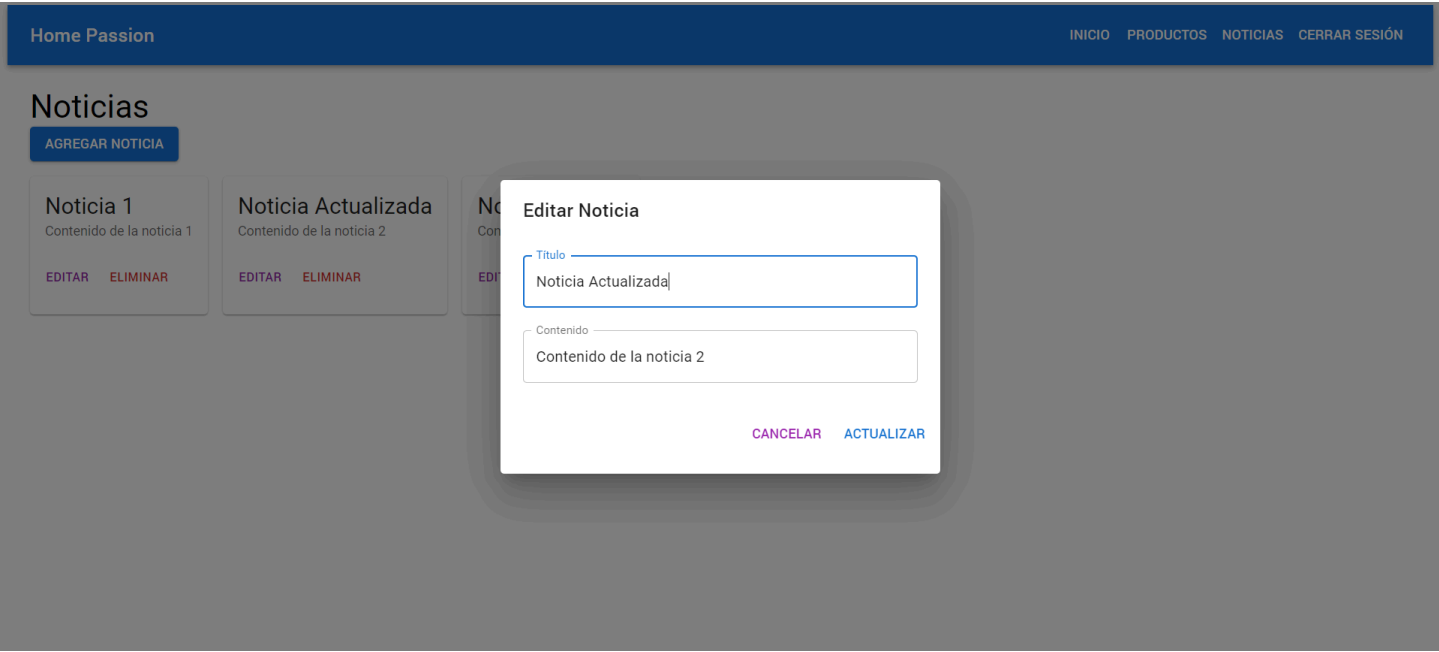 Home Passion
INICIO PRODUCTOS NOTICIAS CERRAR SESIÓN
Noticias
AGREGAR NOTICIA
Noticia 1
Contenido de la noticia 1
EDITAR ELIMINAR
Noticia Actualizada
Contenido de la noticia 2
EDITAR ELIMINAR
Editar Noticia
Título
Noticia Actualizada
Contenido
Contenido de la noticia 2
CANCELAR ACTUALIZAR